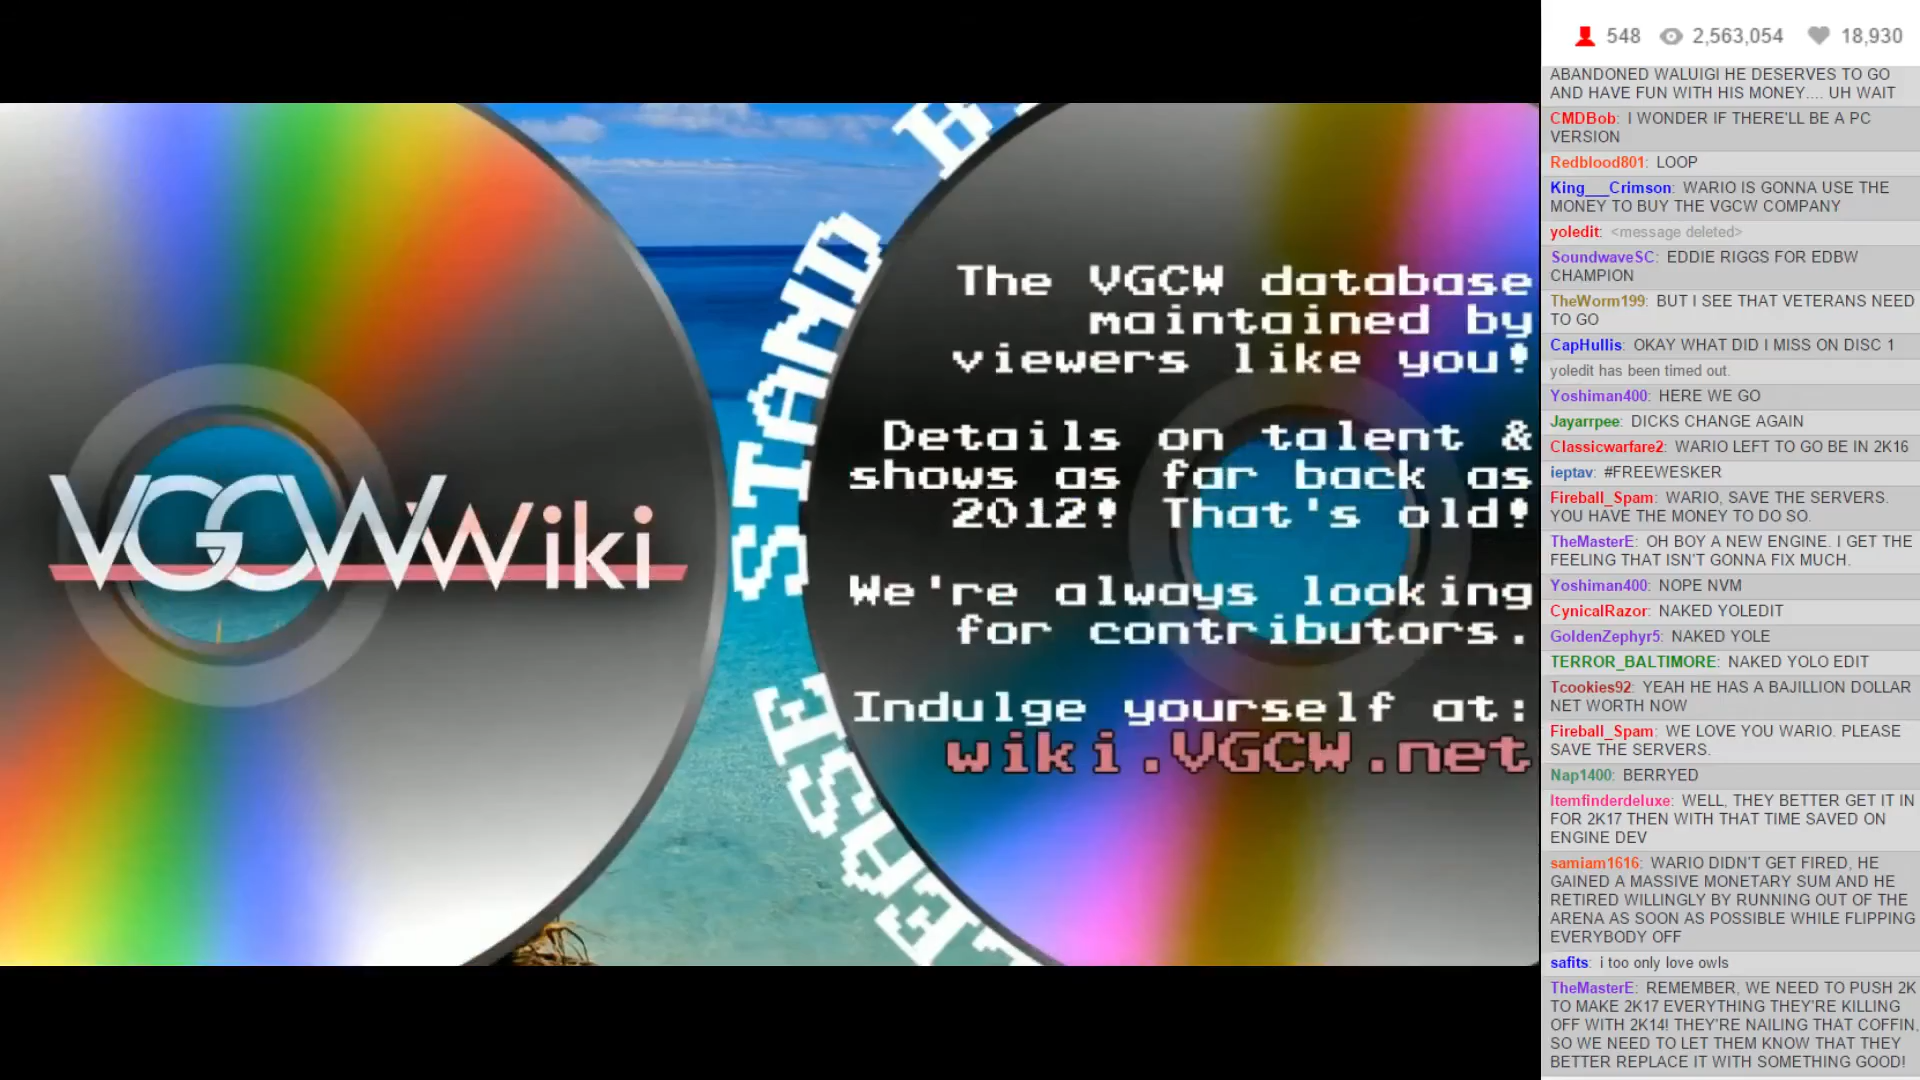 VGCWWiki
STAND BY
PLEASE
The VGCW database
maintained by
viewers like you!
Details on talent &
shows as far back as
2012! That's old!
We're always looking
for contributors.
Indulge yourself at:
wiki.VGCW.net
548 2,563,054 18,930
ABANDONED WALUIGI HE DESERVES TO GO
AND HAVE FUN WITH HIS MONEY.... UH WAIT
CMDBob: I WONDER IF THERE'LL BE A PC
VERSION
Redblood801: LOOP
King___Crimson: WARIO IS GONNA USE THE
MONEY TO BUY THE VGCW COMPANY
yoledit: <message deleted>
SoundwaveSC: EDDIE RIGGS FOR EDBW
CHAMPION
TheWorm199: BUT I SEE THAT VETERANS NEED
TO GO
CapHullis: OKAY WHAT DID I MISS ON DISC 1
yoledit has been timed out.
Yoshiman400: HERE WE GO
Jayarrpee: DICKS CHANGE AGAIN
Classicwarfare2: WARIO LEFT TO GO BE IN 2K16
ieptav: #FREEWESKER
Fireball_Spam: WARIO, SAVE THE SERVERS.
YOU HAVE THE MONEY TO DO SO.
TheMasterE: OH BOY A NEW ENGINE. I GET THE
FEELING THAT ISN'T GONNA FIX MUCH.
Yoshiman400: NOPE NVM
CynicalRazor: NAKED YOLEDIT
GoldenZephyr5: NAKED YOLE
TERROR_BALTIMORE: NAKED YOLO EDIT
Tcookies92: YEAH HE HAS A BAJILLION DOLLAR
NET WORTH NOW
Fireball_Spam: WE LOVE YOU WARIO. PLEASE
SAVE THE SERVERS.
Nap1400: BERRYED
Itemfinderdeluxe: WELL, THEY BETTER GET IT IN
FOR 2K17 THEN WITH THAT TIME SAVED ON
ENGINE DEV
samiam1616: WARIO DIDN'T GET FIRED, HE
GAINED A MASSIVE MONETARY SUM AND HE
RETIRED WILLINGLY BY RUNNING OUT OF THE
ARENA AS SOON AS POSSIBLE WHILE FLIPPING
EVERYBODY OFF
safits: i too only love owls
TheMasterE: REMEMBER, WE NEED TO PUSH 2K
TO MAKE 2K17 EVERYTHING THEY'RE KILLING
OFF WITH 2K14! THEY'RE NAILING THAT COFFIN,
SO WE NEED TO LET THEM KNOW THAT THEY
BETTER REPLACE IT WITH SOMETHING GOOD!